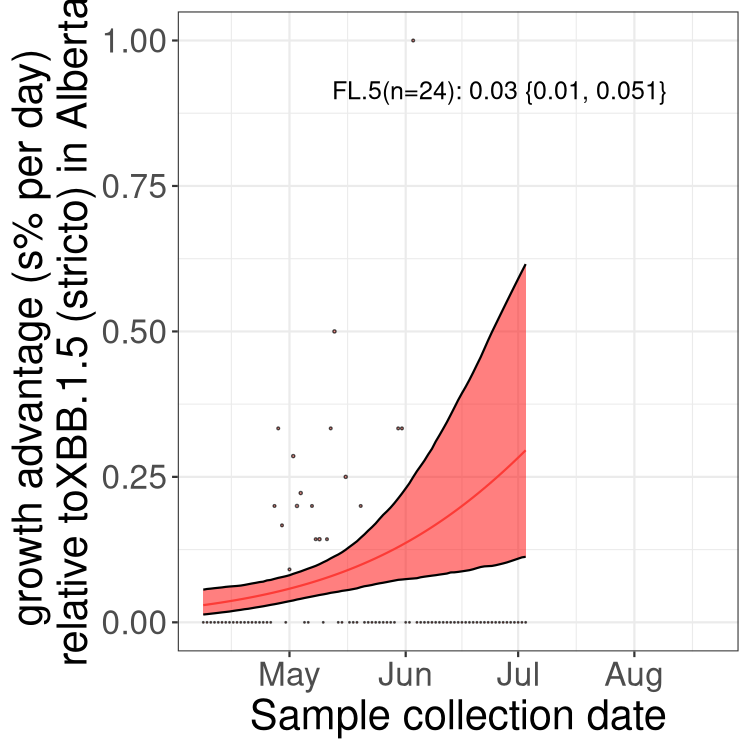 growth advantage (s% per day)
relative toXBB.1.5 (stricto) in Alberta
1.00
FL.5(n=24): 0.03 {0.01, 0.051}
0.75
0.50
0.25
0.00
May Jun Jul Aug
Sample collection date